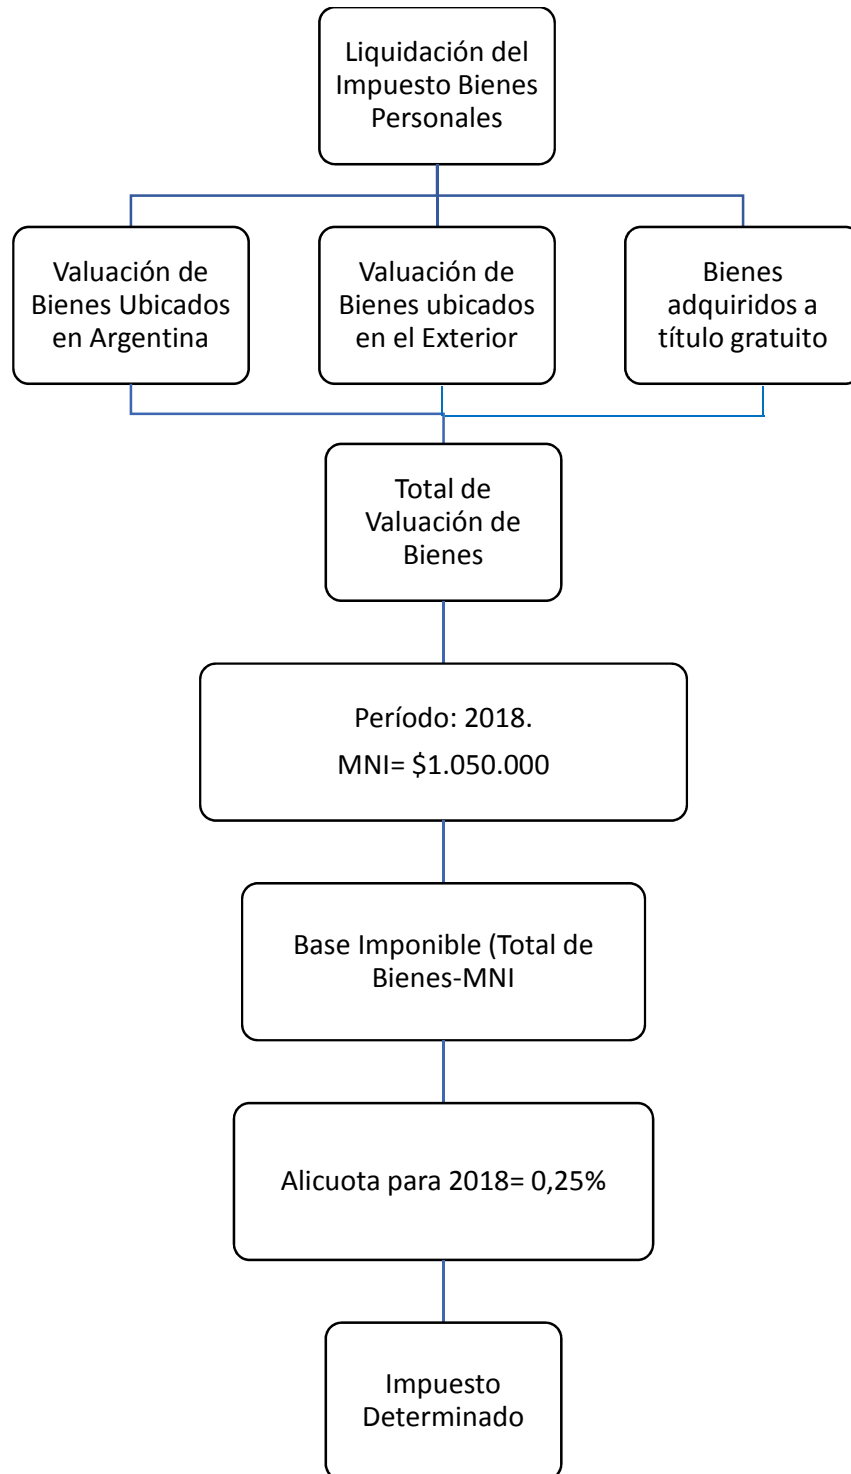 Liquidación del
Impuesto Bienes
Personales
Valuación de
Bienes Ubicados
en Argentina
Valuación de
Bienes ubicados
en el Exterior
Bienes
adquiridos a
título gratuito
Total de
Valuación de
Bienes
Período: 2018.
MNI= $1.050.000
Base Imponible (Total de
Bienes-MNI
Alicuota para 2018= 0,25%
Impuesto
Determinado